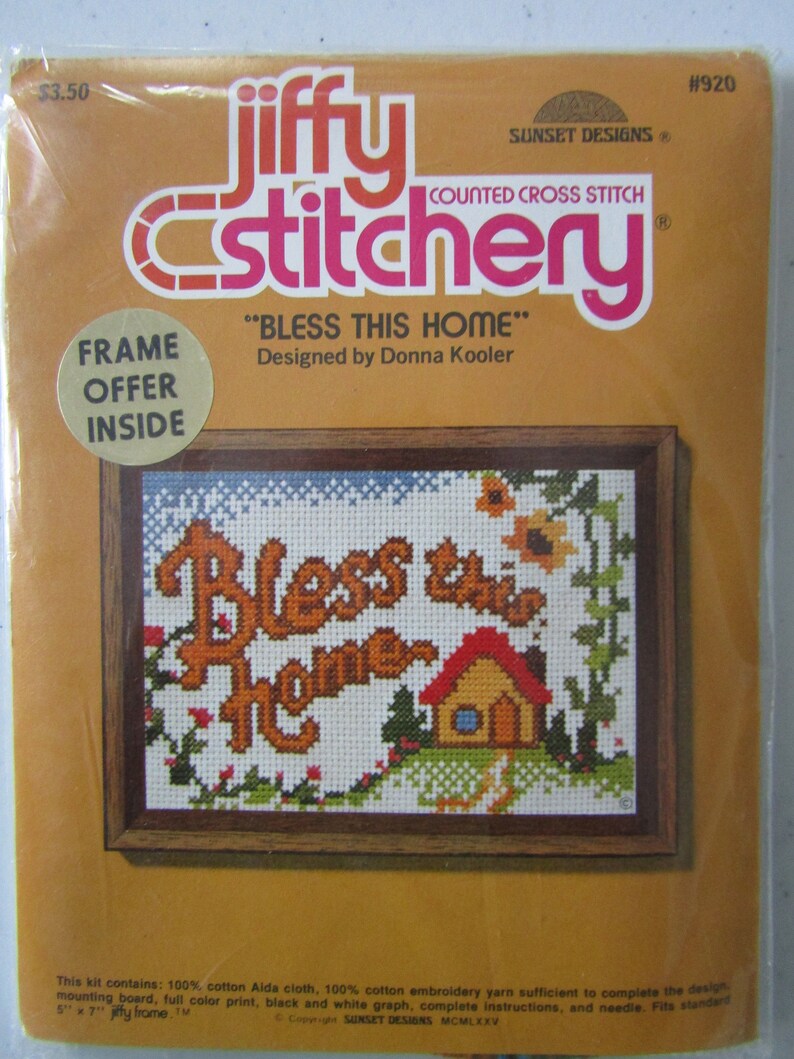 $3.50
#920
jiffy
stitchery ®
COUNTED CROSS STITCH
SUNSET DESIGNS ®
"BLESS THIS HOME"
Designed by Donna Kooler
FRAME
OFFER
INSIDE
Bless this
home
©
This kit contains: 100% cotton Aida cloth, 100% cotton embroidery yarn sufficient to complete the design,
mounting board, full color print, black and white graph, complete instructions, and needle. Fits standard
5" x 7" jiffy frame.™
© Copyright SUNSET DESIGNS MCMLXXV